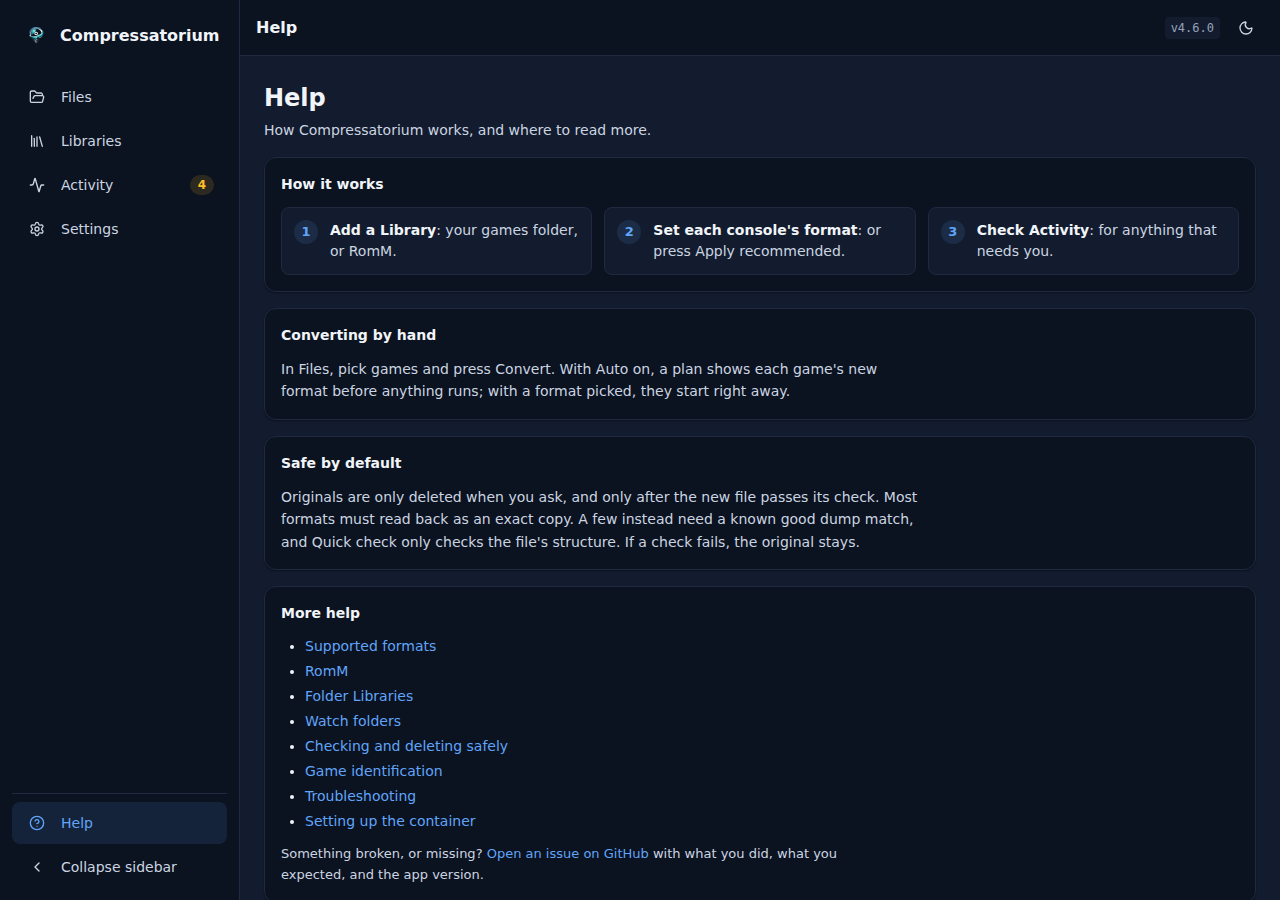 Compressatorium
Help
v4.6.0
Files
Libraries
Activity
4
Settings
Help
How Compressatorium works, and where to read more.
How it works
1
Add a Library: your games folder,
or RomM.
2
Set each console's format: or
press Apply recommended.
3
Check Activity: for anything that
needs you.
Converting by hand
In Files, pick games and press Convert. With Auto on, a plan shows each game's new
format before anything runs; with a format picked, they start right away.
Safe by default
Originals are only deleted when you ask, and only after the new file passes its check. Most
formats must read back as an exact copy. A few instead need a known good dump match,
and Quick check only checks the file's structure. If a check fails, the original stays.
More help
Supported formats
RomM
Folder Libraries
Watch folders
Checking and deleting safely
Game identification
Troubleshooting
Setting up the container
Something broken, or missing? Open an issue on GitHub with what you did, what you
expected, and the app version.
Help
Collapse sidebar